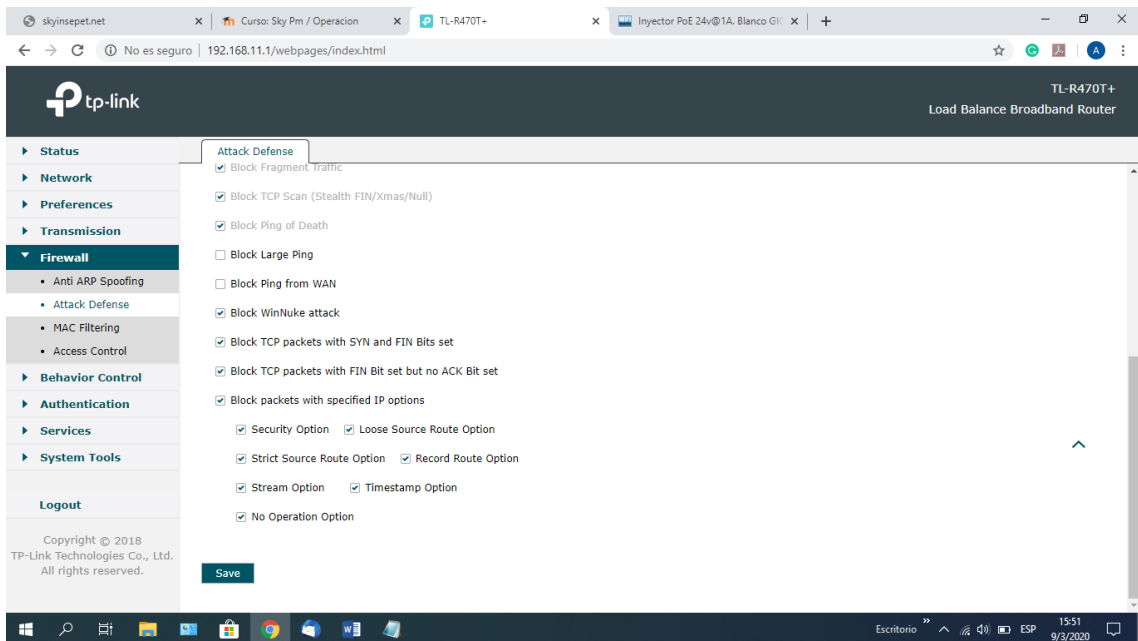 skyinsepet.net
Curso: Sky Pm / Operacion
TL-R470T+
Inyector PoE 24v@1A, Blanco GIG
No es seguro | 192.168.11.1/webpages/index.html
A
tp-link
TL-R470T+
Load Balance Broadband Router
Status
Network
Preferences
Transmission
Firewall
Anti ARP Spoofing
Attack Defense
MAC Filtering
Access Control
Behavior Control
Authentication
Services
System Tools
Logout
Copyright © 2018
TP-Link Technologies Co., Ltd.
All rights reserved.
Attack Defense
Block Fragment Traffic
Block TCP Scan (Stealth FIN/Xmas/Null)
Block Ping of Death
Block Large Ping
Block Ping from WAN
Block WinNuke attack
Block TCP packets with SYN and FIN Bits set
Block TCP packets with FIN Bit set but no ACK Bit set
Block packets with specified IP options
Security Option Loose Source Route Option
Strict Source Route Option Record Route Option
Stream Option Timestamp Option
No Operation Option
Save
Escritorio
ESP
15:51
9/3/2020